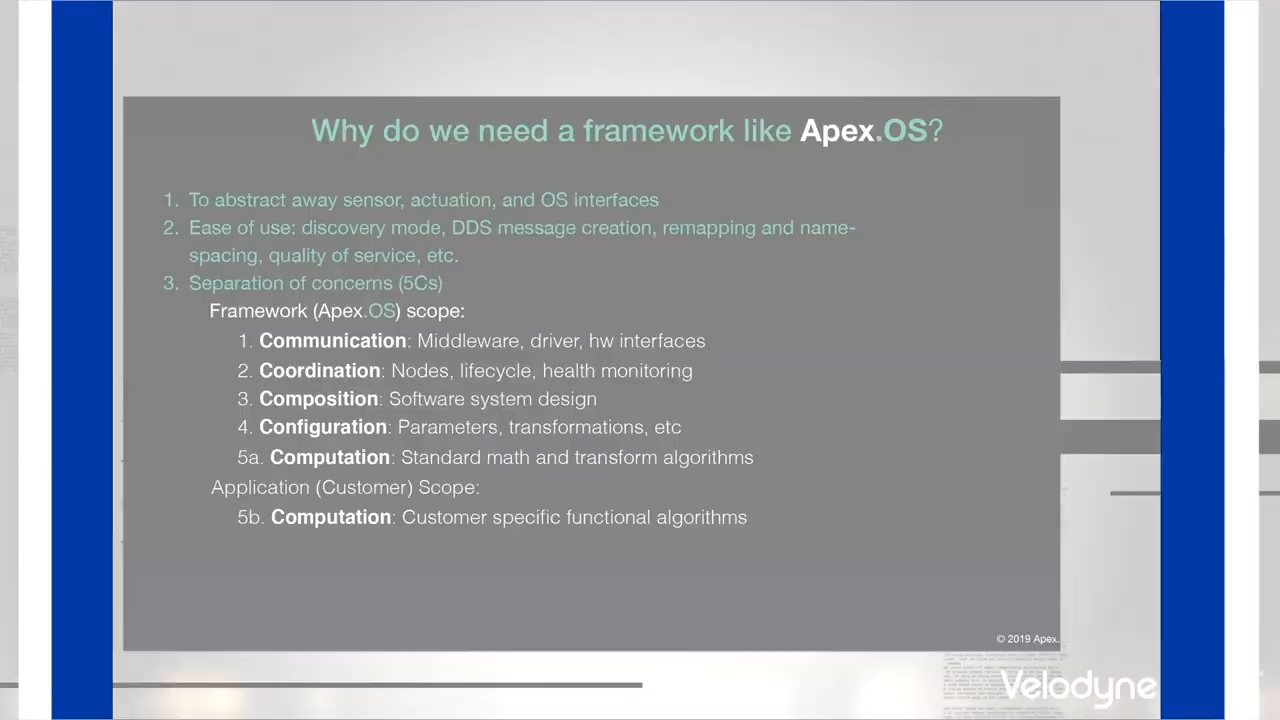 Why do we need a framework like Apex.OS?
1. To abstract away sensor, actuation, and OS interfaces
2. Ease of use: discovery mode, DDS message creation, remapping and name-
spacing, quality of service, etc.
3. Separation of concerns (5Cs)
Framework (Apex.OS) scope:
1. Communication: Middleware, driver, hw interfaces
2. Coordination: Nodes, lifecycle, health monitoring
3. Composition: Software system design
4. Configuration: Parameters, transformations, etc
5a. Computation: Standard math and transform algorithms
Application (Customer) Scope:
5b. Computation: Customer specific functional algorithms
© 2019 Apex.
Velodyne